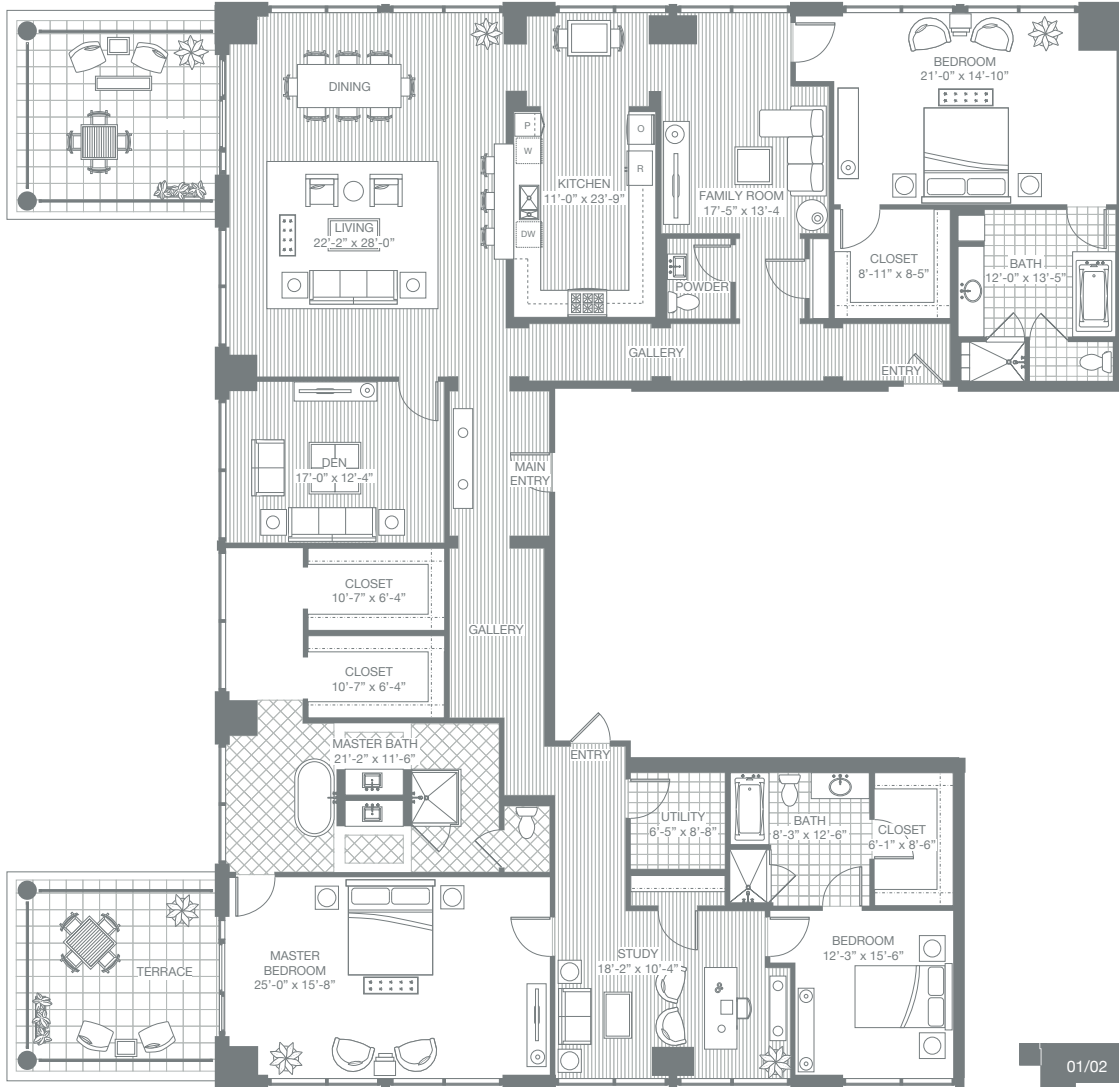 DINING
BEDROOM
21'-0" x 14'-10"
P
W
DW
O
R
KITCHEN
11'-0" x 23'-9"
FAMILY ROOM
17'-5" x 13'-4
LIVING
22'-2" x 28'-0"
CLOSET
8'-11" x 8-5"
BATH
12'-0" x 13'-5"
POWDER
GALLERY
ENTRY
DEN
17'-0" x 12'-4"
MAIN
ENTRY
CLOSET
10'-7" x 6'-4"
GALLERY
CLOSET
10'-7" x 6'-4"
MASTER BATH
21'-2" x 11'-6"
ENTRY
UTILITY
6'-5" x 8'-8"
BATH
8'-3" x 12'-6"
CLOSET
6'-1" x 8'-6"
TERRACE
MASTER
BEDROOM
25'-0" x 15'-8"
STUDY
18'-2" x 10'-4"
BEDROOM
12'-3" x 15'-6"
01/02